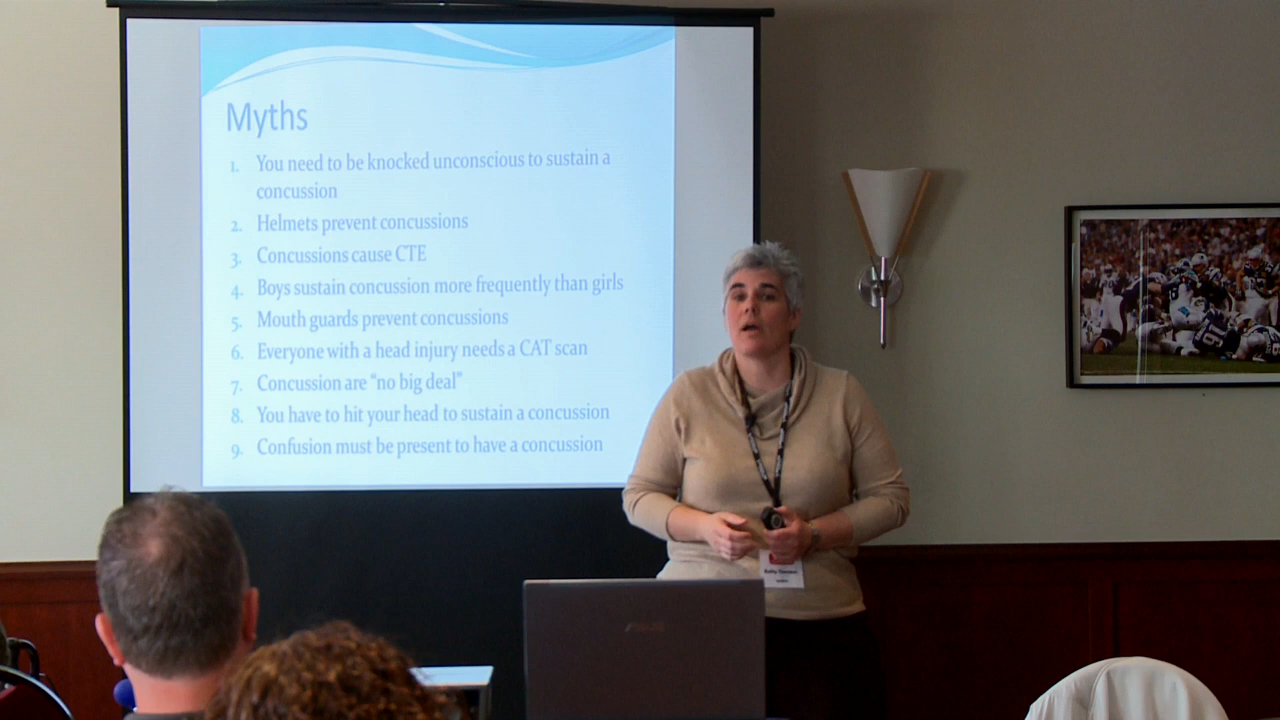 Myths
1. You need to be knocked unconscious to sustain a
concussion
2. Helmets prevent concussions
3. Concussions cause CTE
4. Boys sustain concussion more frequently than girls
5. Mouth guards prevent concussions
6. Everyone with a head injury needs a CAT scan
7. Concussion are “no big deal”
8. You have to hit your head to sustain a concussion
9. Confusion must be present to have a concussion
ASUS